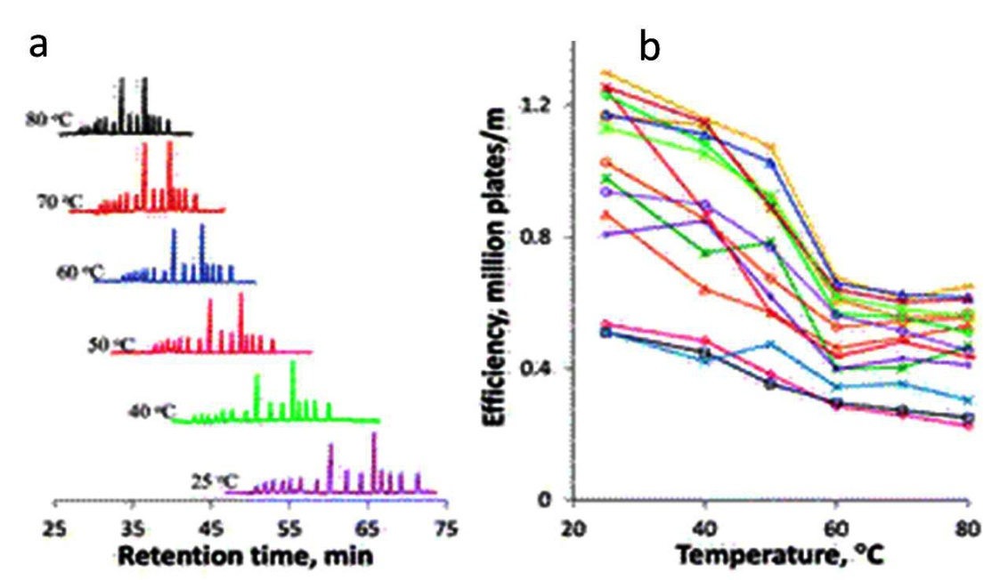 a
80 °C
70 °C
60 °C
50 °C
40 °C
25 °C
25 35 45 55 65 75
Retention time, min
b
Efficiency, million plates/m
1.2
0.8
0.4
0
20 40 60 80
Temperature, °C